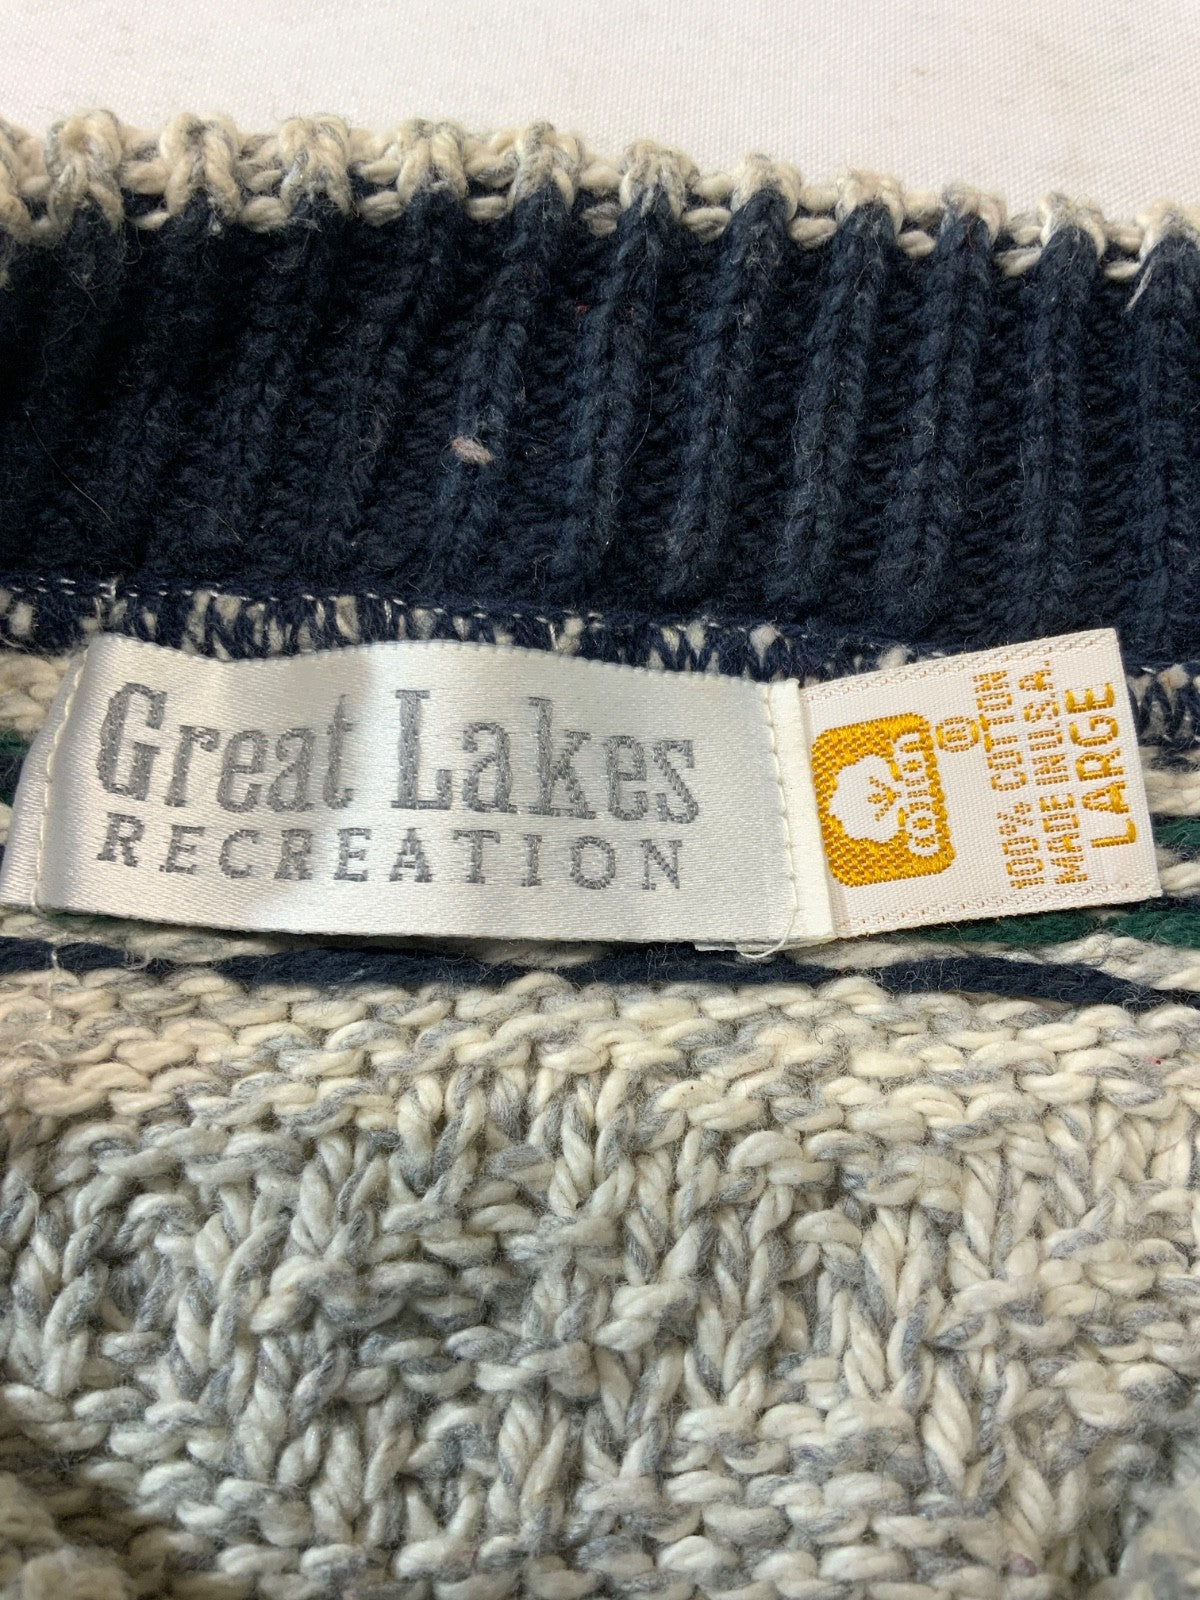 Great Lakes
RECREATION
cotton
®
100% COTTON
MADE IN U.S.A.
LARGE